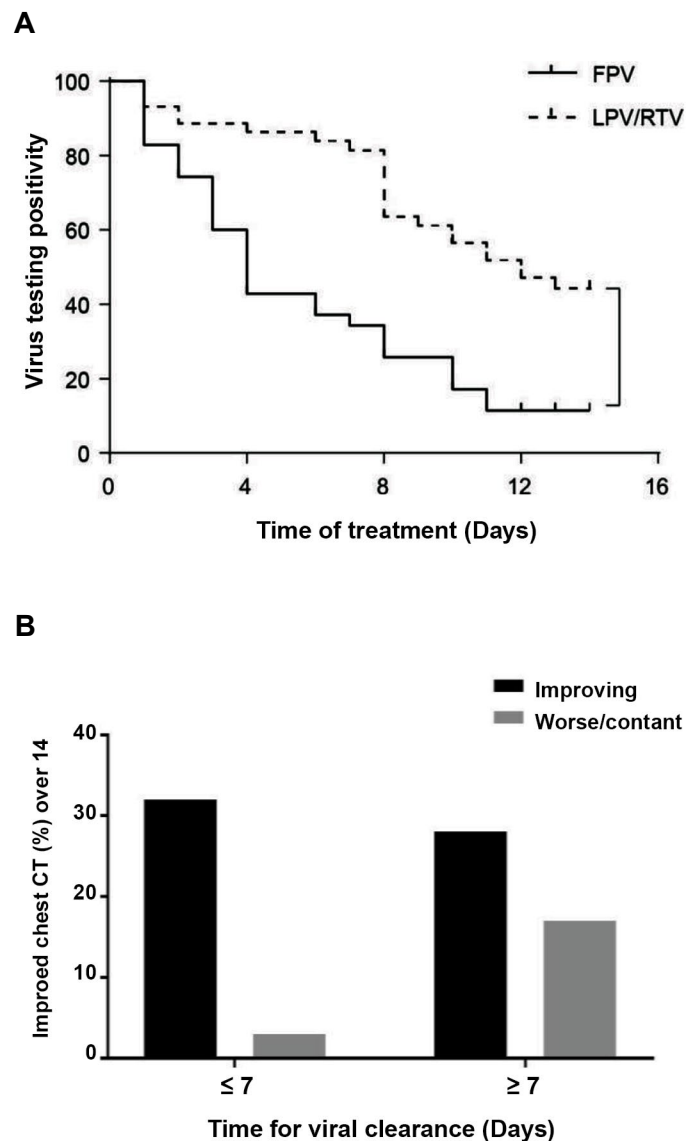 A
FPV
LPV/RTV
100
80
60
40
20
0
Virus testing positivity
0 4 8 12 16
Time of treatment (Days)
B
Improving
Worse/contant
40
30
20
10
0
Improed chest CT (%) over 14
≤ 7 ≥ 7
Time for viral clearance (Days)